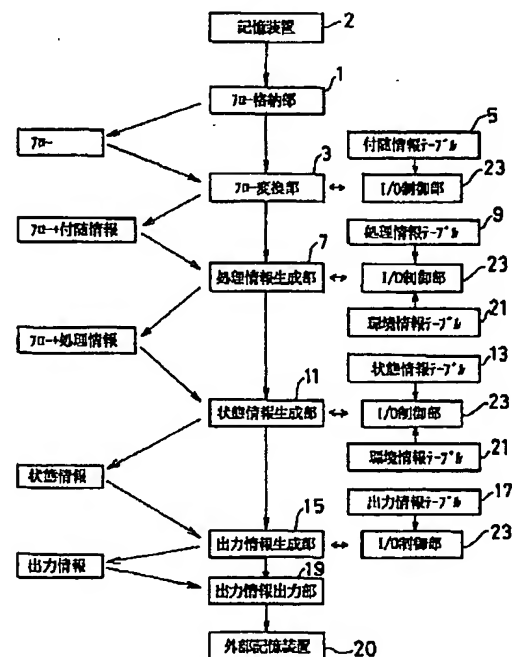 記憶装置
2
1
ﾌﾛｰ格納部
5
ﾌﾛｰ
3
付随情報ﾃｰﾌﾞﾙ
23
ﾌﾛｰ変換部
I/O制御部
9
ﾌﾛｰ+付随情報
7
処理情報ﾃｰﾌﾞﾙ
23
処理情報生成部
I/O制御部
21
環境情報ﾃｰﾌﾞﾙ
13
ﾌﾛｰ+処理情報
11
状態情報ﾃｰﾌﾞﾙ
23
状態情報生成部
I/O制御部
21
環境情報ﾃｰﾌﾞﾙ
状態情報
17
15
出力情報ﾃｰﾌﾞﾙ
23
出力情報生成部
I/O制御部
出力情報
19
出力情報出力部
外部記憶装置
20